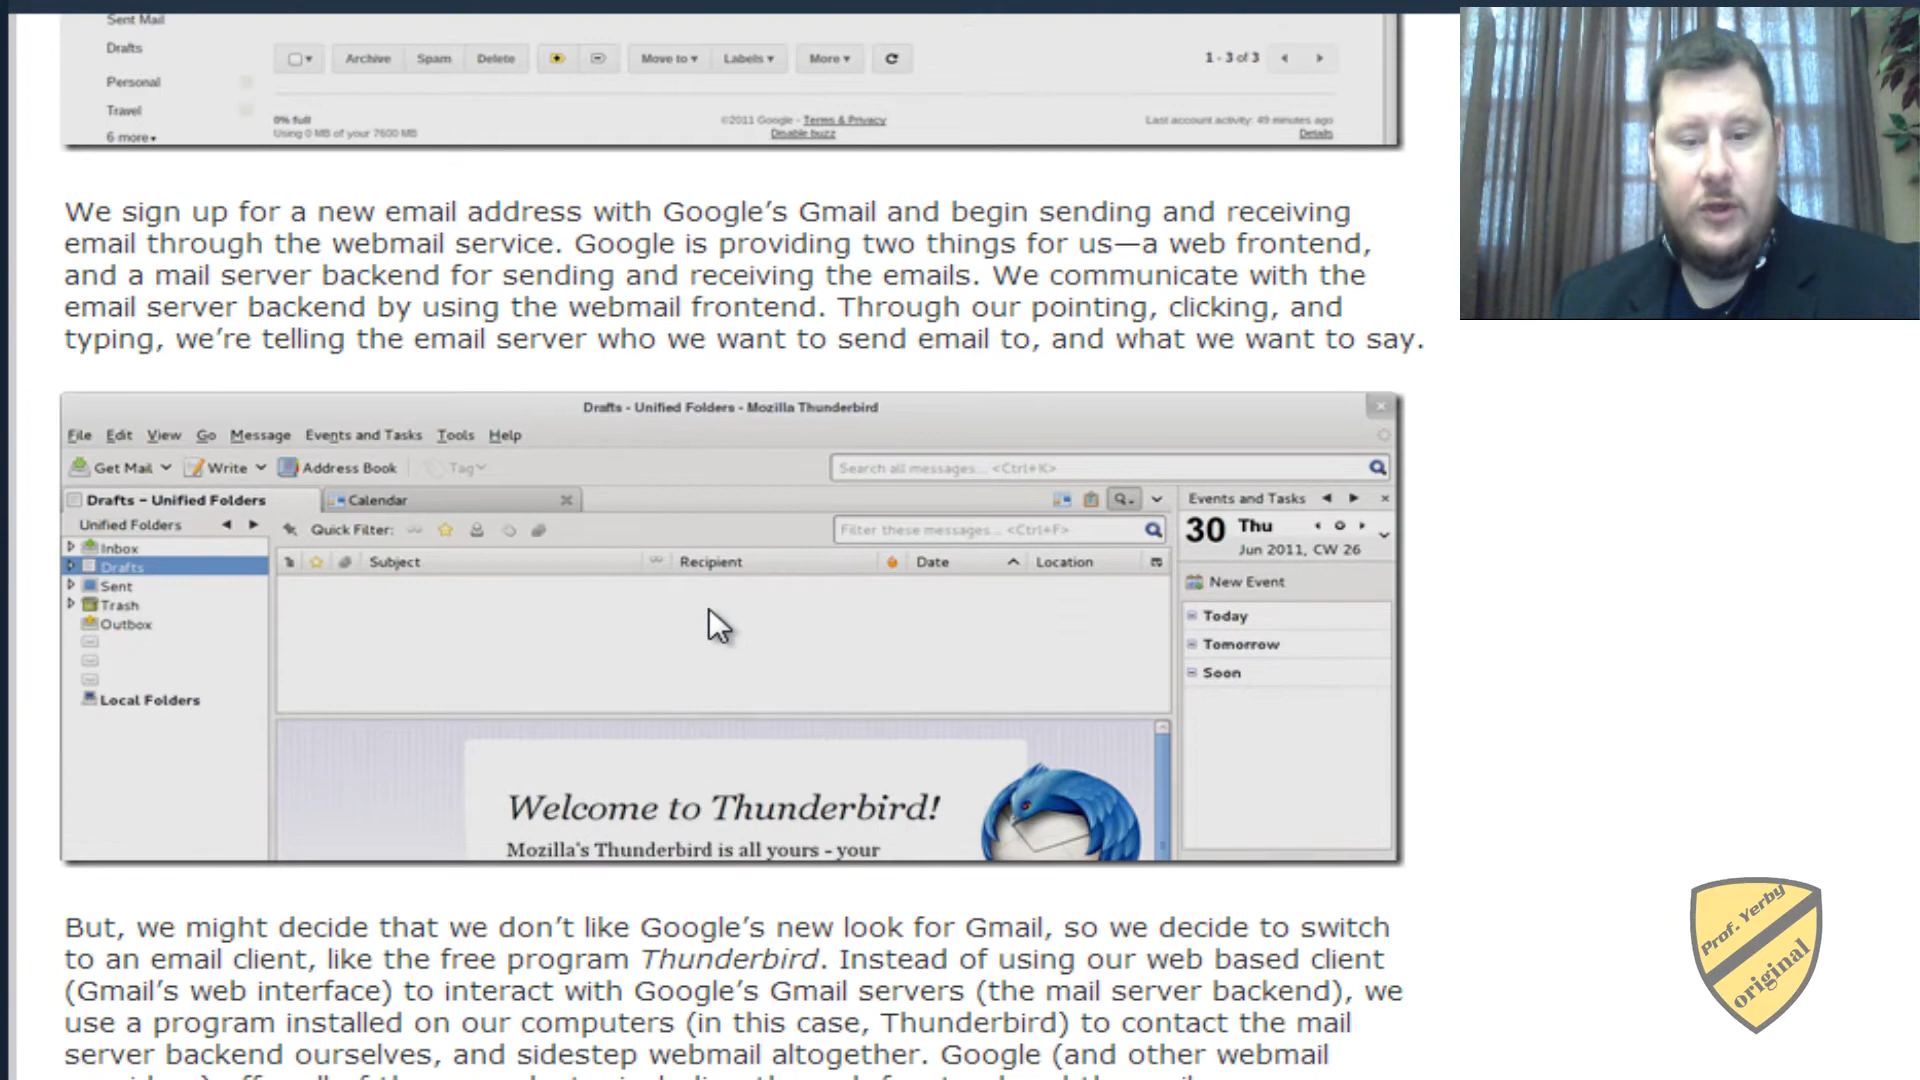 Sent Mail
Drafts
Archive Spam Delete Move to Labels More 1 - 3 of 3
Personal
Travel
6 more
0% full
Using 0 MB of your 7600 MB
©2011 Google - Terms & Privacy
Disable buzz
Last account activity: 49 minutes ago
Details
We sign up for a new email address with Google’s Gmail and begin sending and receiving
email through the webmail service. Google is providing two things for us—a web frontend,
and a mail server backend for sending and receiving the emails. We communicate with the
email server backend by using the webmail frontend. Through our pointing, clicking, and
typing, we’re telling the email server who we want to send email to, and what we want to say.
Drafts - Unified Folders - Mozilla Thunderbird
File Edit View Go Message Events and Tasks Tools Help
Get Mail Write Address Book Tag Search all messages... <Ctrl+K>
Drafts - Unified Folders Calendar
Events and Tasks
Unified Folders
Quick Filter: Filter these messages... <Ctrl+F>
30 Thu
Jun 2011, CW 26
Inbox
Drafts
Sent
Trash
Outbox
Local Folders
Subject Recipient Date Location
New Event
Today
Tomorrow
Soon
Welcome to Thunderbird!
Mozilla's Thunderbird is all yours - your
But, we might decide that we don’t like Google’s new look for Gmail, so we decide to switch
to an email client, like the free program Thunderbird. Instead of using our web based client
(Gmail’s web interface) to interact with Google’s Gmail servers (the mail server backend), we
use a program installed on our computers (in this case, Thunderbird) to contact the mail
server backend ourselves, and sidestep webmail altogether. Google (and other webmail
Prof. Yerby
original